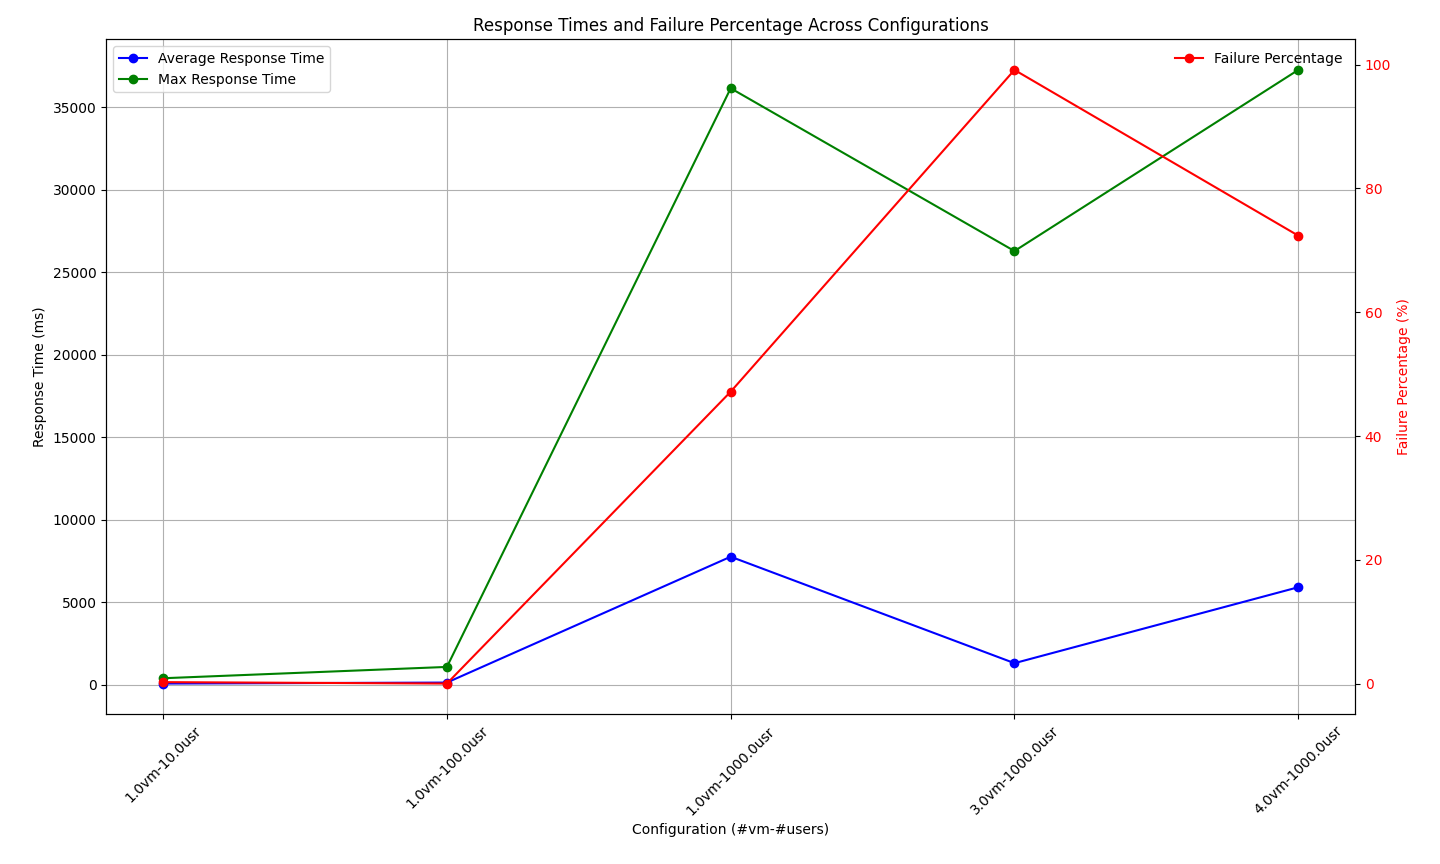 Response Times and Failure Percentage Across Configurations
Average Response Time
Max Response Time
Failure Percentage
35000
30000
25000
20000
15000
10000
5000
0
Response Time (ms)
100
80
60
40
20
0
Failure Percentage (%)
1.0vm-10.0usr
1.0vm-100.0usr
1.0vm-1000.0usr
3.0vm-1000.0usr
4.0vm-1000.0usr
Configuration (#vm-#users)